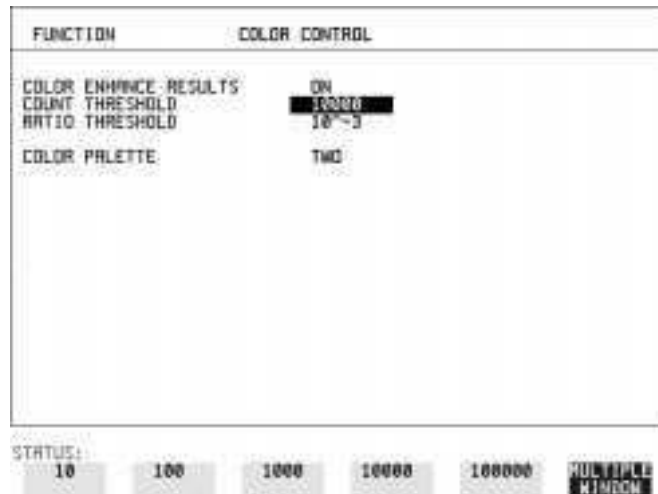 FUNCTION COLOR CONTROL
COLOR ENHANCE RESULTS ON
COUNT THRESHOLD 10000
RATIO THRESHOLD 10^-3
COLOR PALETTE TWO
STATUS:
10 100 1000 10000 100000 MULTIPLE
WINDOW